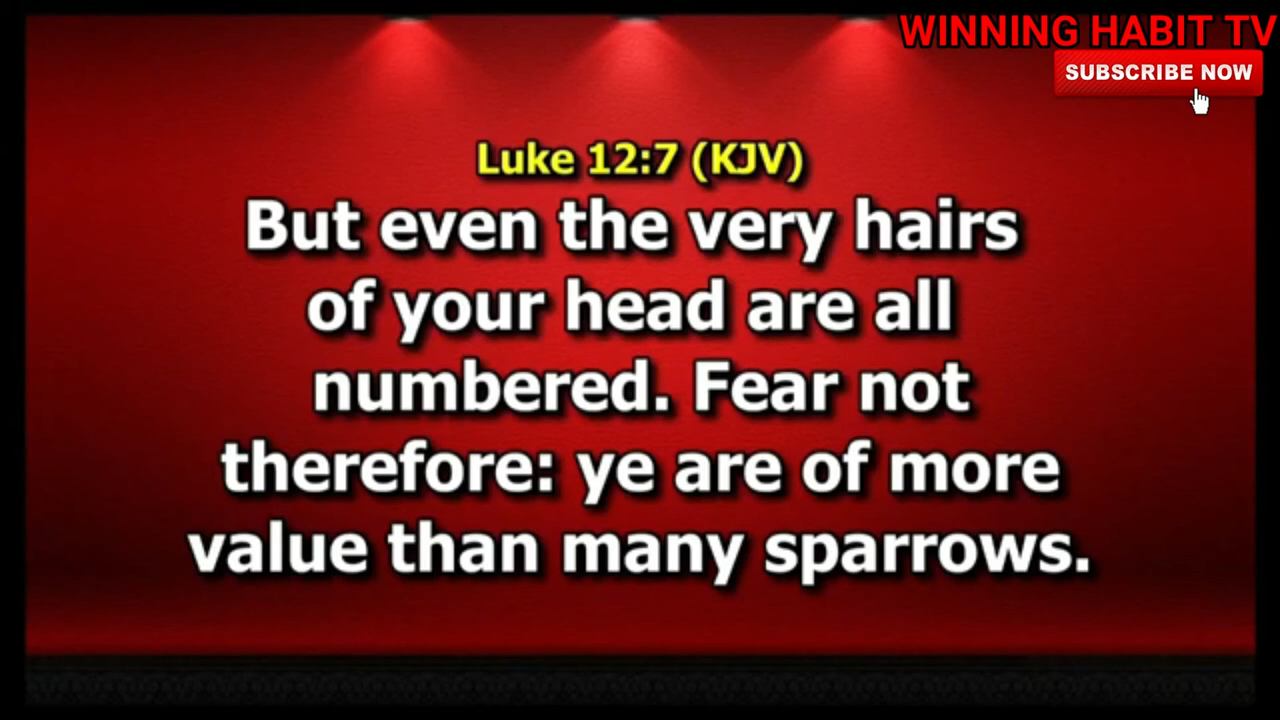 WINNING HABIT TV
SUBSCRIBE NOW
Luke 12:7 (KJV)
But even the very hairs
of your head are all
numbered. Fear not
therefore: ye are of more
value than many sparrows.